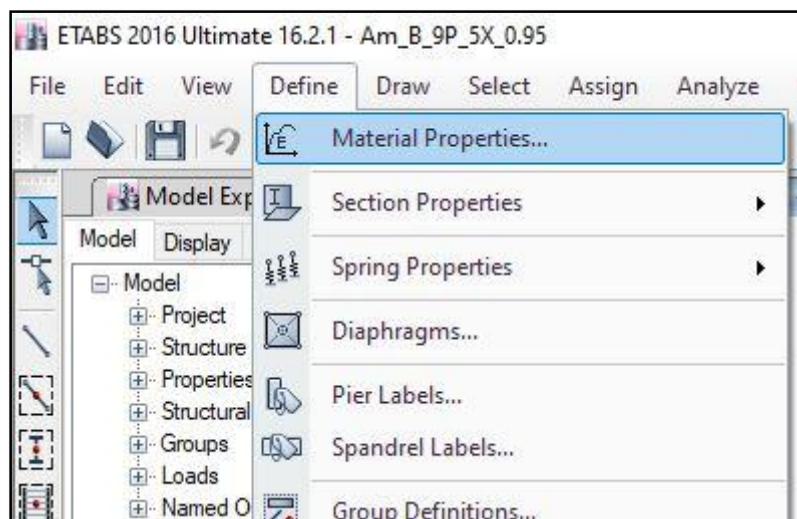 ETABS 2016 Ultimate 16.2.1 - Am_B_9P_5X_0.95
File Edit View Define Draw Select Assign Analyze
Material Properties...
Model Exp
Section Properties
Model Display
Spring Properties
Model
Project
Structure
Diaphragms...
Properties
Structural
Pier Labels...
Groups
Spandrel Labels...
Loads
Named O
Group Definitions...